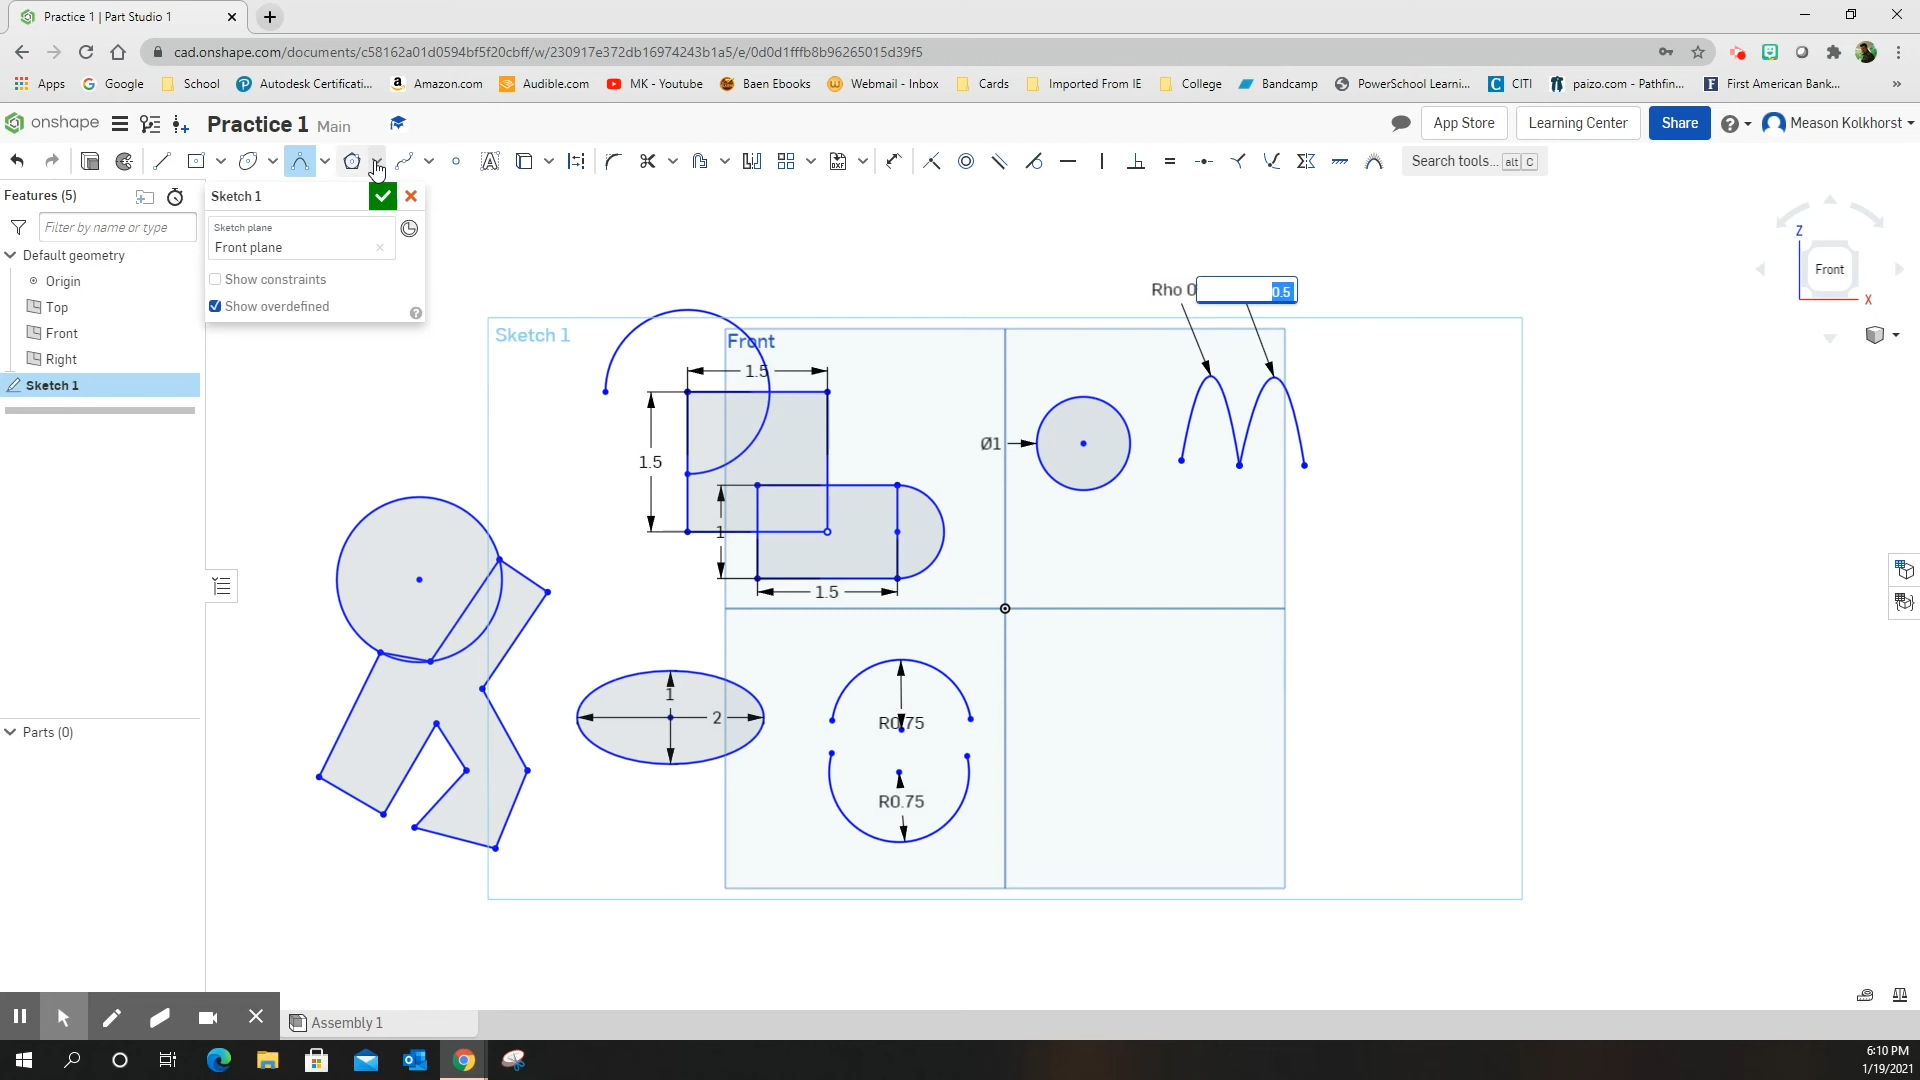 Practice 1 | Part Studio 1
cad.onshape.com/documents/c58162a01d0594bf5f20cbff/w/230917e372db16974243b1a5/e/0d0d1fffb8b96265015d39f5
Apps Google School Autodesk Certificati... Amazon.com Audible.com MK - Youtube Baen Ebooks Webmail - Inbox Cards Imported From IE College Bandcamp PowerSchool Learni... CITI paizo.com - Pathfin... First American Bank... »
onshape Practice 1 Main App Store Learning Center Share Meason Kolkhorst
Search tools... alt C
Features (5)
Sketch 1
Filter by name or type
Sketch plane
Front plane
Default geometry
Show constraints
Origin
Top
Show overdefined
Front
Right
Sketch 1
Parts (0)
Z
Front
X
Rho 0
0.5
Sketch 1
Front
1.5
1.5
Ø1
1
1.5
1
2
R0.75
R0.75
Assembly 1
6:10 PM
1/19/2021